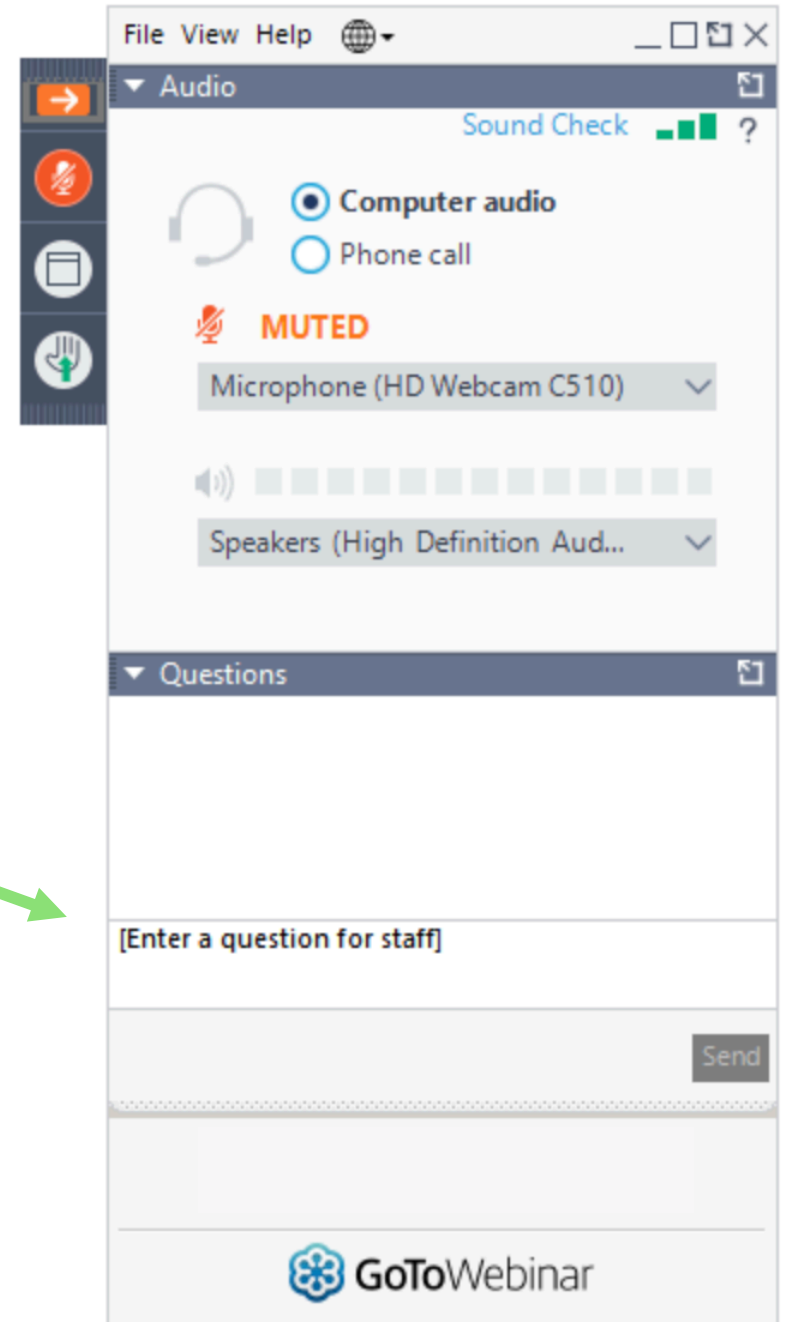 File View Help
Audio
Sound Check ?
Computer audio
Phone call
MUTED
Microphone (HD Webcam C510)
Speakers (High Definition Aud...
Questions
[Enter a question for staff]
Send
GoToWebinar